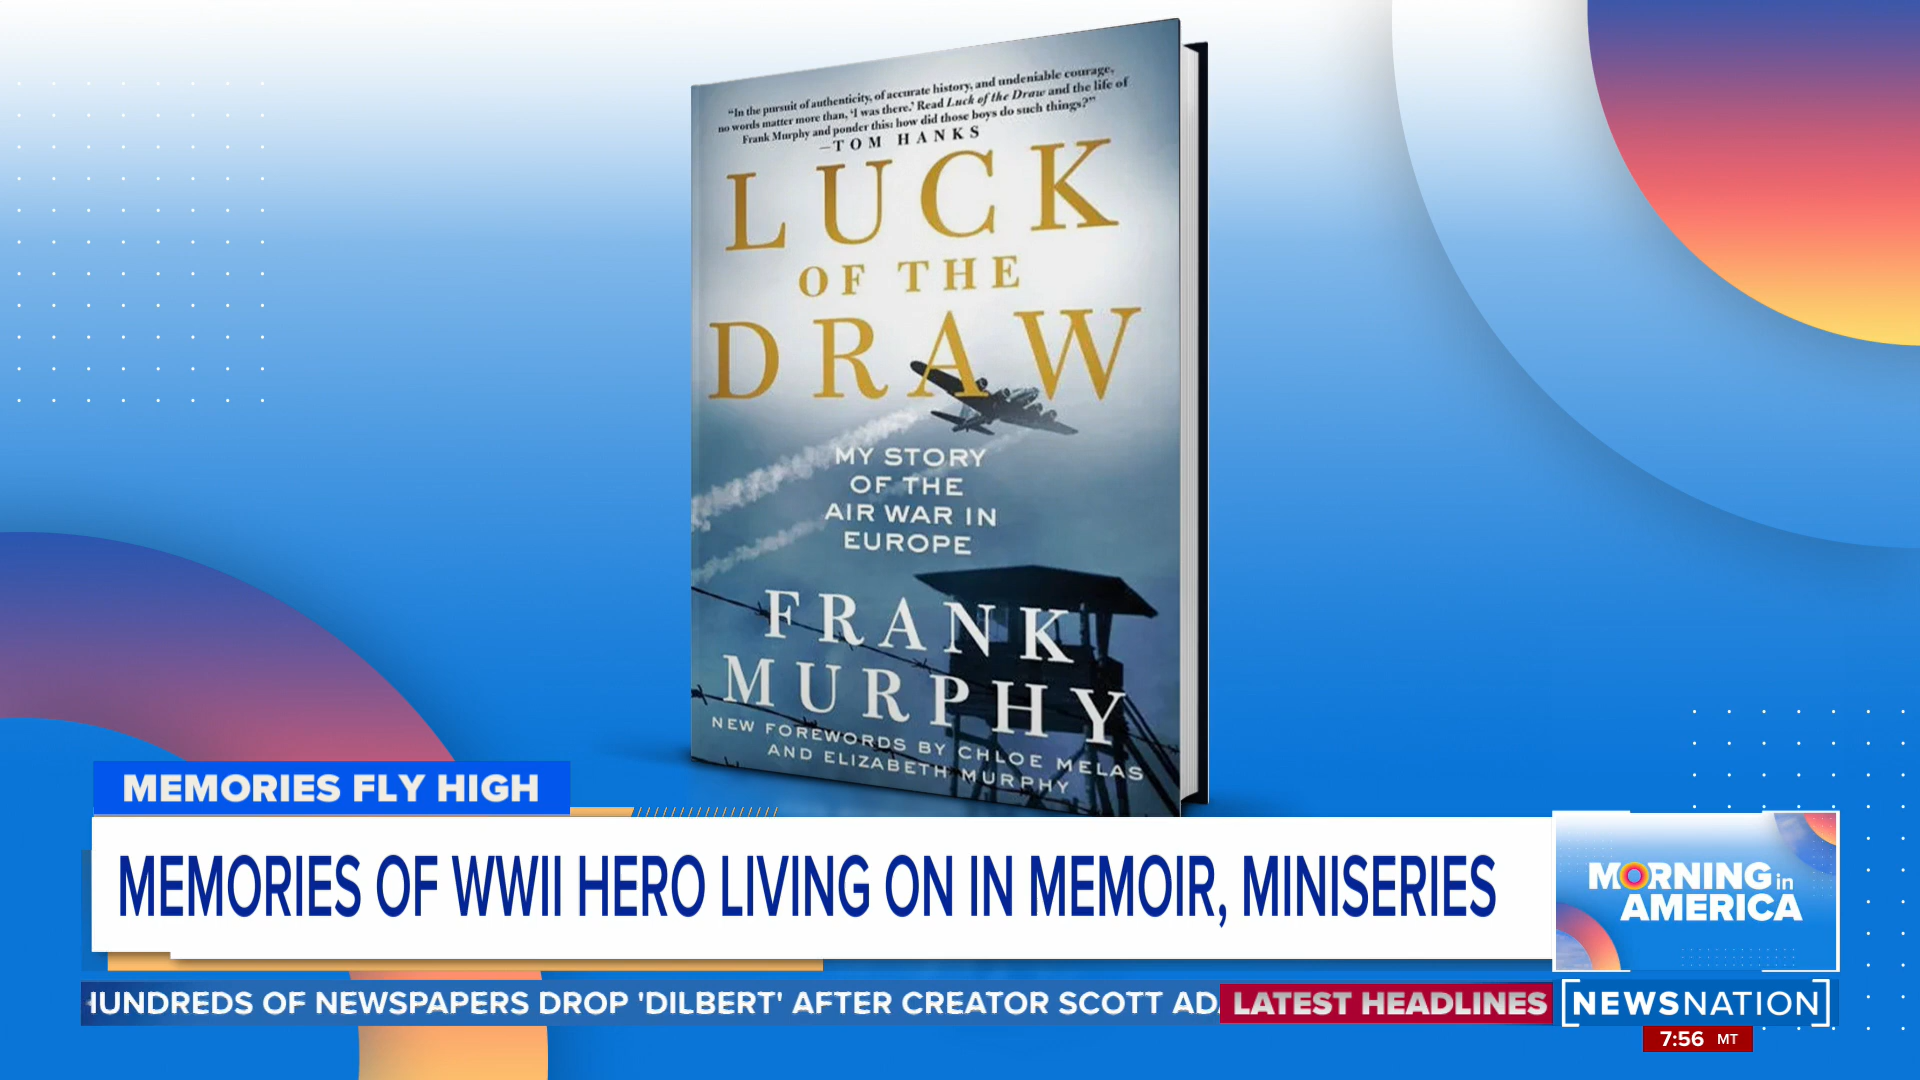 "In the pursuit of authenticity, of accurate history, and undeniable courage,
no words matter more than, 'I was there.' Read Luck of the Draw and the life of
Frank Murphy and ponder this: how did those boys do such things?"
—TOM HANKS
LUCK
OF THE
DRAW
MY STORY
OF THE
AIR WAR IN
EUROPE
FRANK
MURPHY
NEW FOREWORDS BY CHLOE MELAS
AND ELIZABETH MURPHY
MEMORIES FLY HIGH
MEMORIES OF WWII HERO LIVING ON IN MEMOIR, MINISERIES
MORNING in
AMERICA
HUNDREDS OF NEWSPAPERS DROP 'DILBERT' AFTER CREATOR SCOTT AD
LATEST HEADLINES
NEWSNATION
7:56 MT